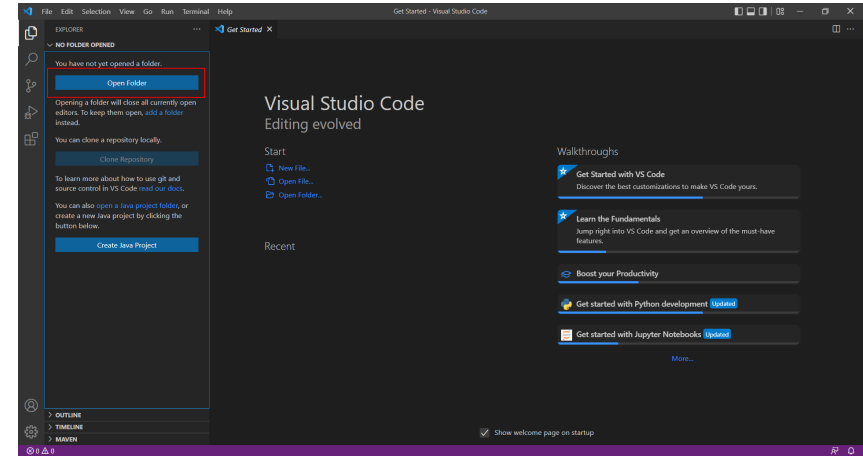 File Edit Selection View Go Run Terminal Help
Get Started - Visual Studio Code
EXPLORER
Get Started
NO FOLDER OPENED
You have not yet opened a folder.
Open Folder
Opening a folder will close all currently open
editors. To keep them open, add a folder
instead.
You can clone a repository locally.
Clone Repository
To learn more about how to use git and
source control in VS Code read our docs.
You can also open a Java project folder, or
create a new Java project by clicking the
button below.
Create Java Project
OUTLINE
TIMELINE
MAVEN
Visual Studio Code
Editing evolved
Start
New File...
Open File...
Open Folder...
Recent
Walkthroughs
Get Started with VS Code
Discover the best customizations to make VS Code yours.
Learn the Fundamentals
Jump right into VS Code and get an overview of the must-have
features.
Boost your Productivity
Get started with Python development Updated
Get started with Jupyter Notebooks Updated
More...
Show welcome page on startup
0 0